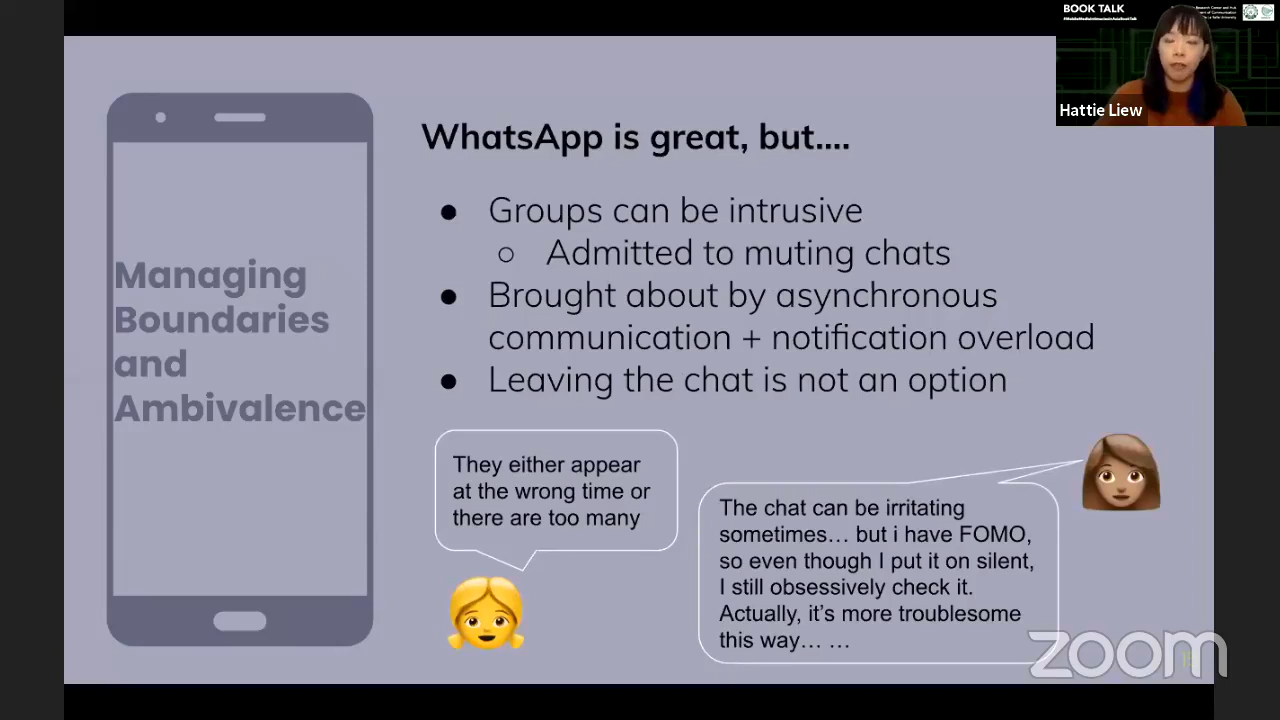 BOOK TALK
Hattie Liew
WhatsApp is great, but....
● Groups can be intrusive
○ Admitted to muting chats
● Brought about by asynchronous
communication + notification overload
● Leaving the chat is not an option
Managing
Boundaries
and
Ambivalence
They either appear
at the wrong time or
there are too many
The chat can be irritating
sometimes… but i have FOMO,
so even though I put it on silent,
I still obsessively check it.
Actually, it's more troublesome
this way… …
zoom